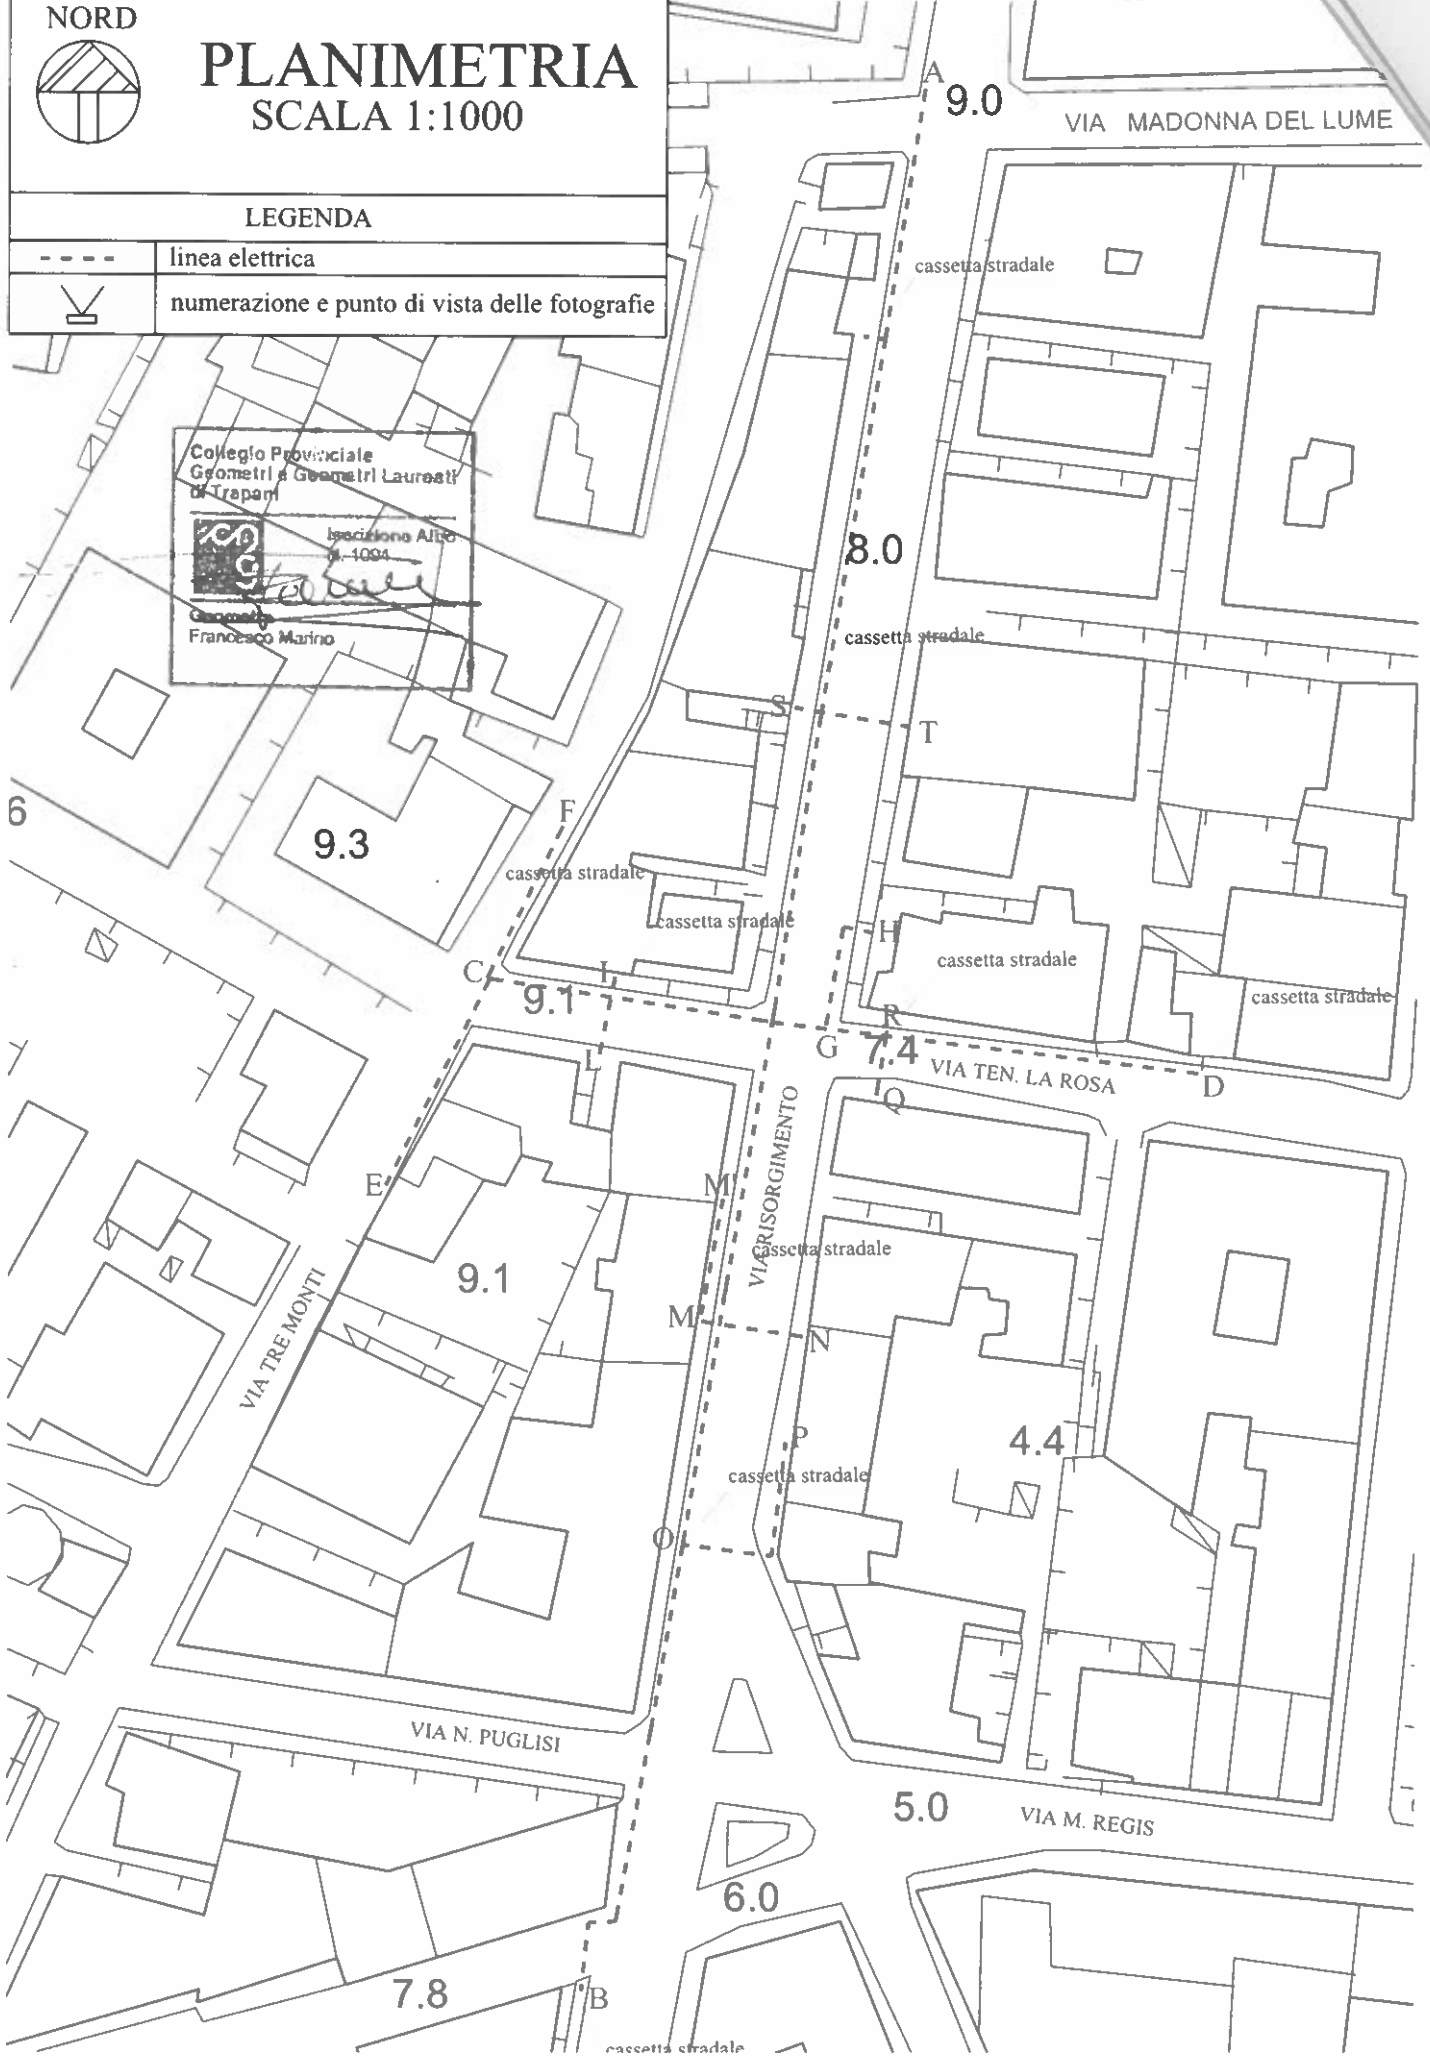 NORD
PLANIMETRIA
SCALA 1:1000
LEGENDA
linea elettrica
numerazione e punto di vista delle fotografie
A
9.0
VIA MADONNA DEL LUME
cassetta stradale
Collegio Provinciale
Geometri e Geometri Laureati
di Trapani
Iscrizione Albo
n. 1094
Geometra
Francesco Marino
8.0
cassetta stradale
S
T
6
F
9.3
cassetta stradale
cassetta stradale
H
cassetta stradale
C
I
9.1
cassetta stradale
R
G
7.4
L
VIA TEN. LA ROSA
D
Q
E
M'
VIA RISORGIMENTO
cassetta stradale
9.1
VIA TRE MONTI
M
N
P
4.4
cassetta stradale
O
VIA N. PUGLISI
5.0
VIA M. REGIS
6.0
7.8
B
cassetta stradale